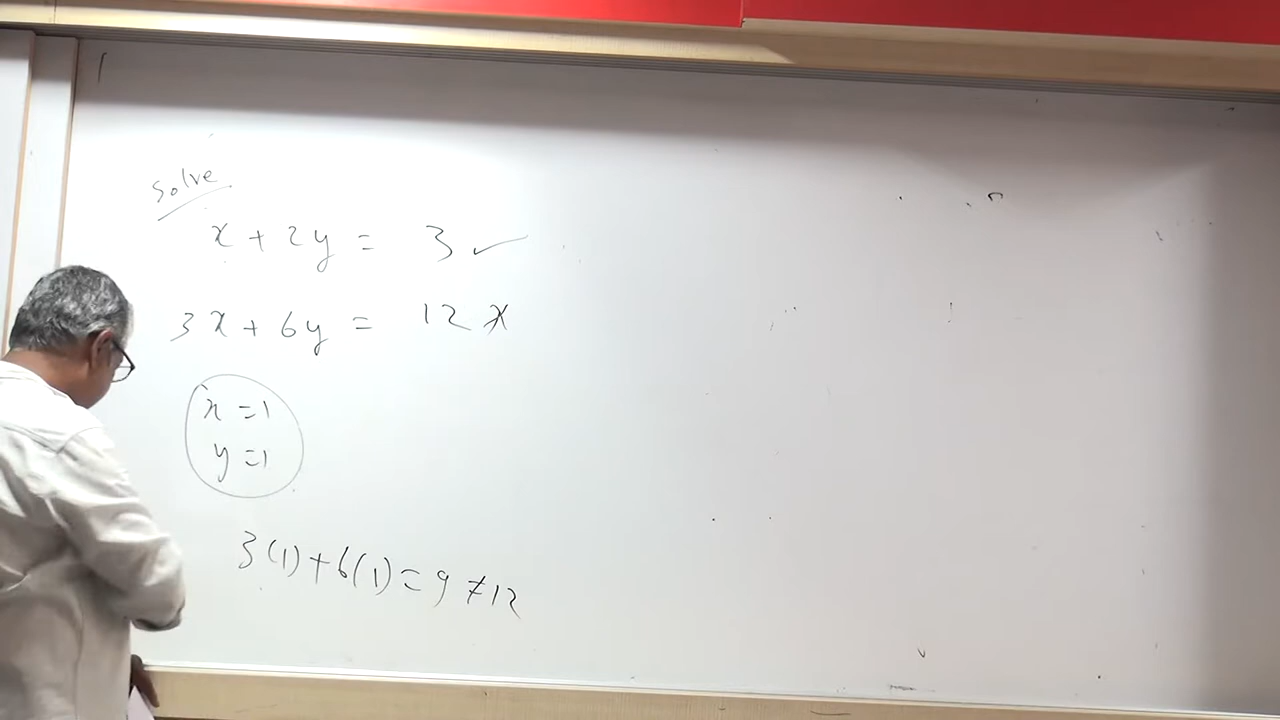 Solve
x + 2y = 3 ✓
3x + 6y = 12 ✗
x = 1
y = 1
3(1) + 6(1) = 9 ≠ 12